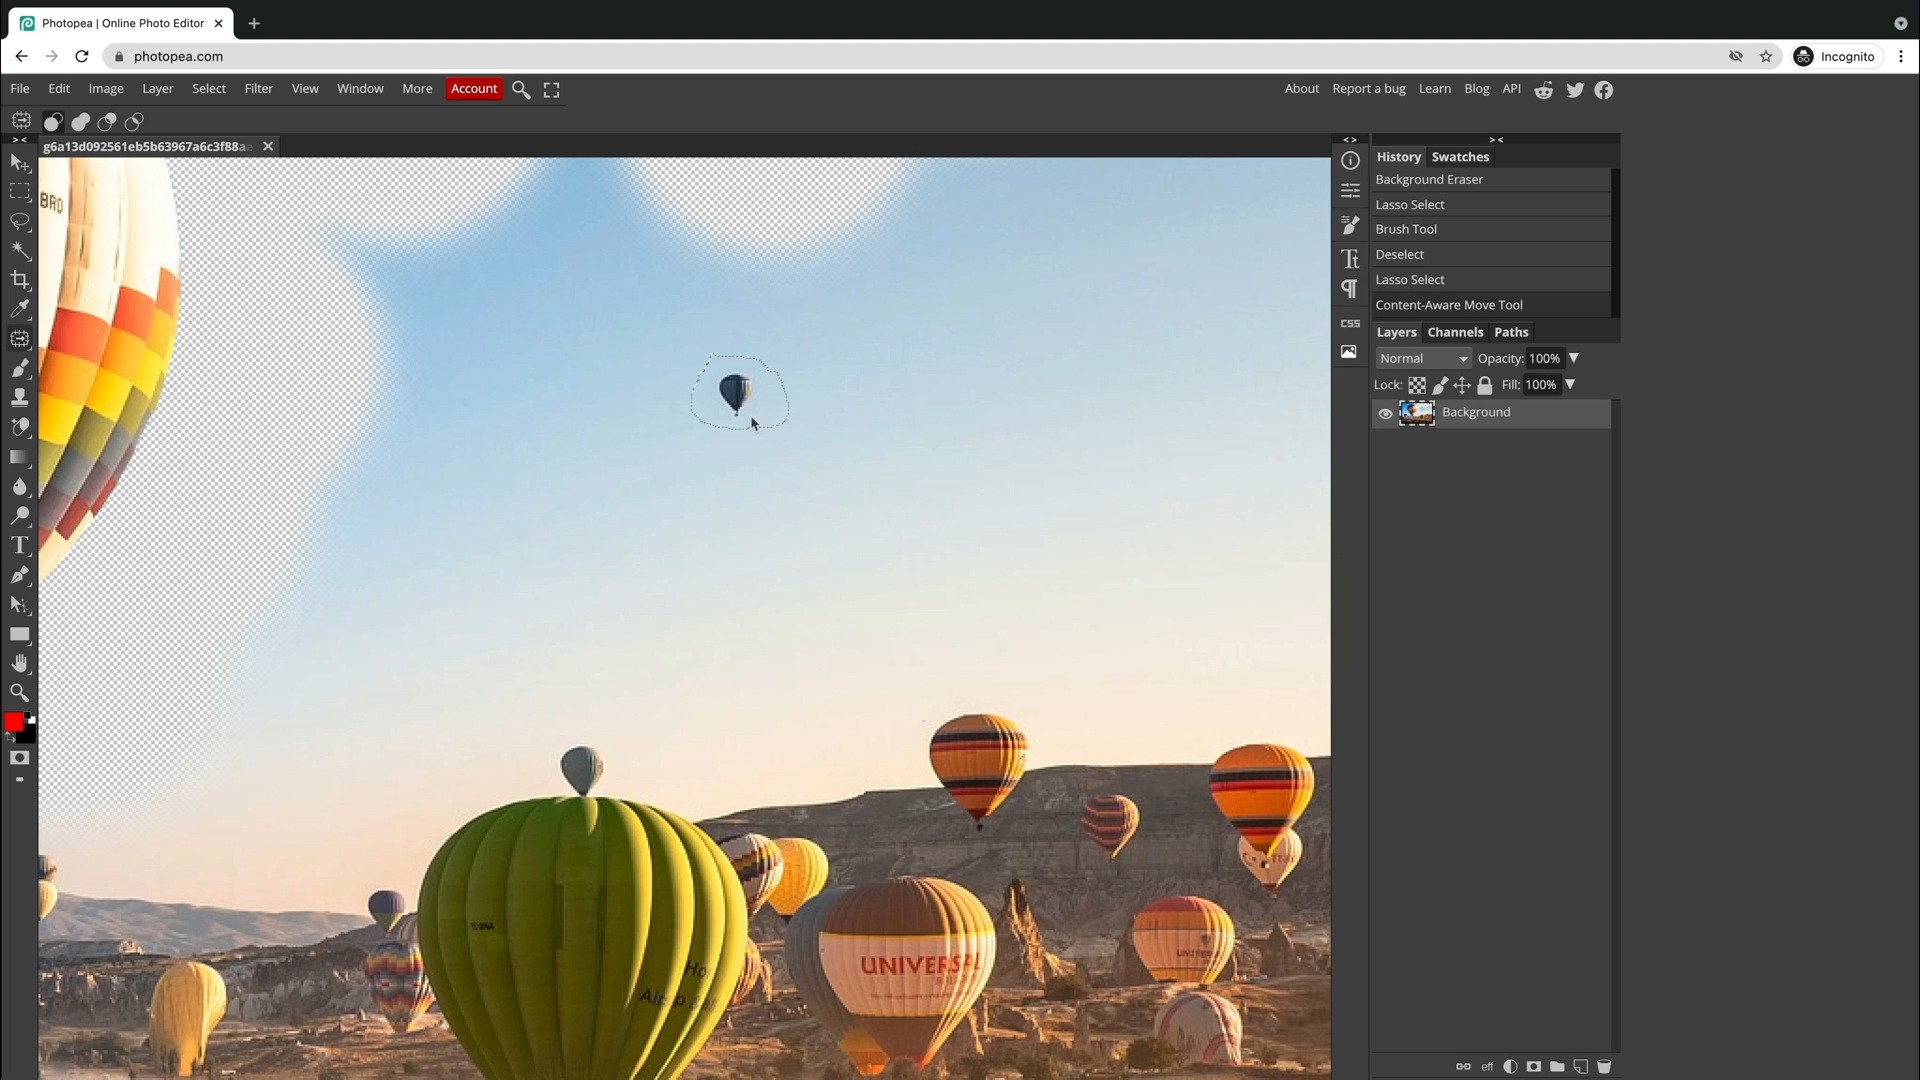 Photopea | Online Photo Editor
photopea.com
Incognito
File Edit Image Layer Select Filter View Window More Account
About Report a bug Learn Blog API
g6a13d092561eb5b63967a6c3f88a
History Swatches
Background Eraser
Lasso Select
Brush Tool
Deselect
Lasso Select
Content-Aware Move Tool
CSS
Layers Channels Paths
Normal Opacity: 100%
Lock: Fill: 100%
Background
eff
UNIVERSAL